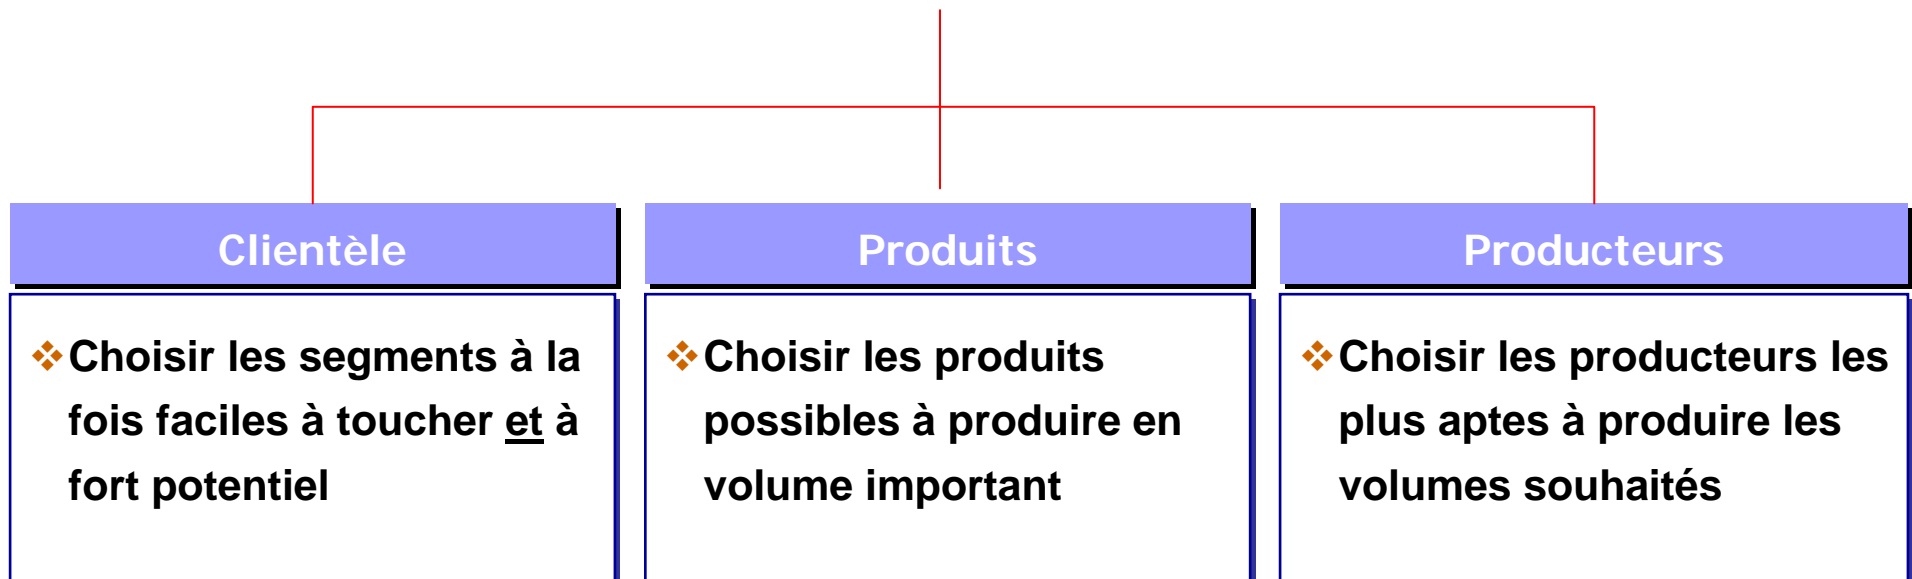 Clientèle
Choisir les segments à la
fois faciles à toucher et à
fort potentiel
Produits
Choisir les produits
possibles à produire en
volume important
Producteurs
Choisir les producteurs les
plus aptes à produire les
volumes souhaités